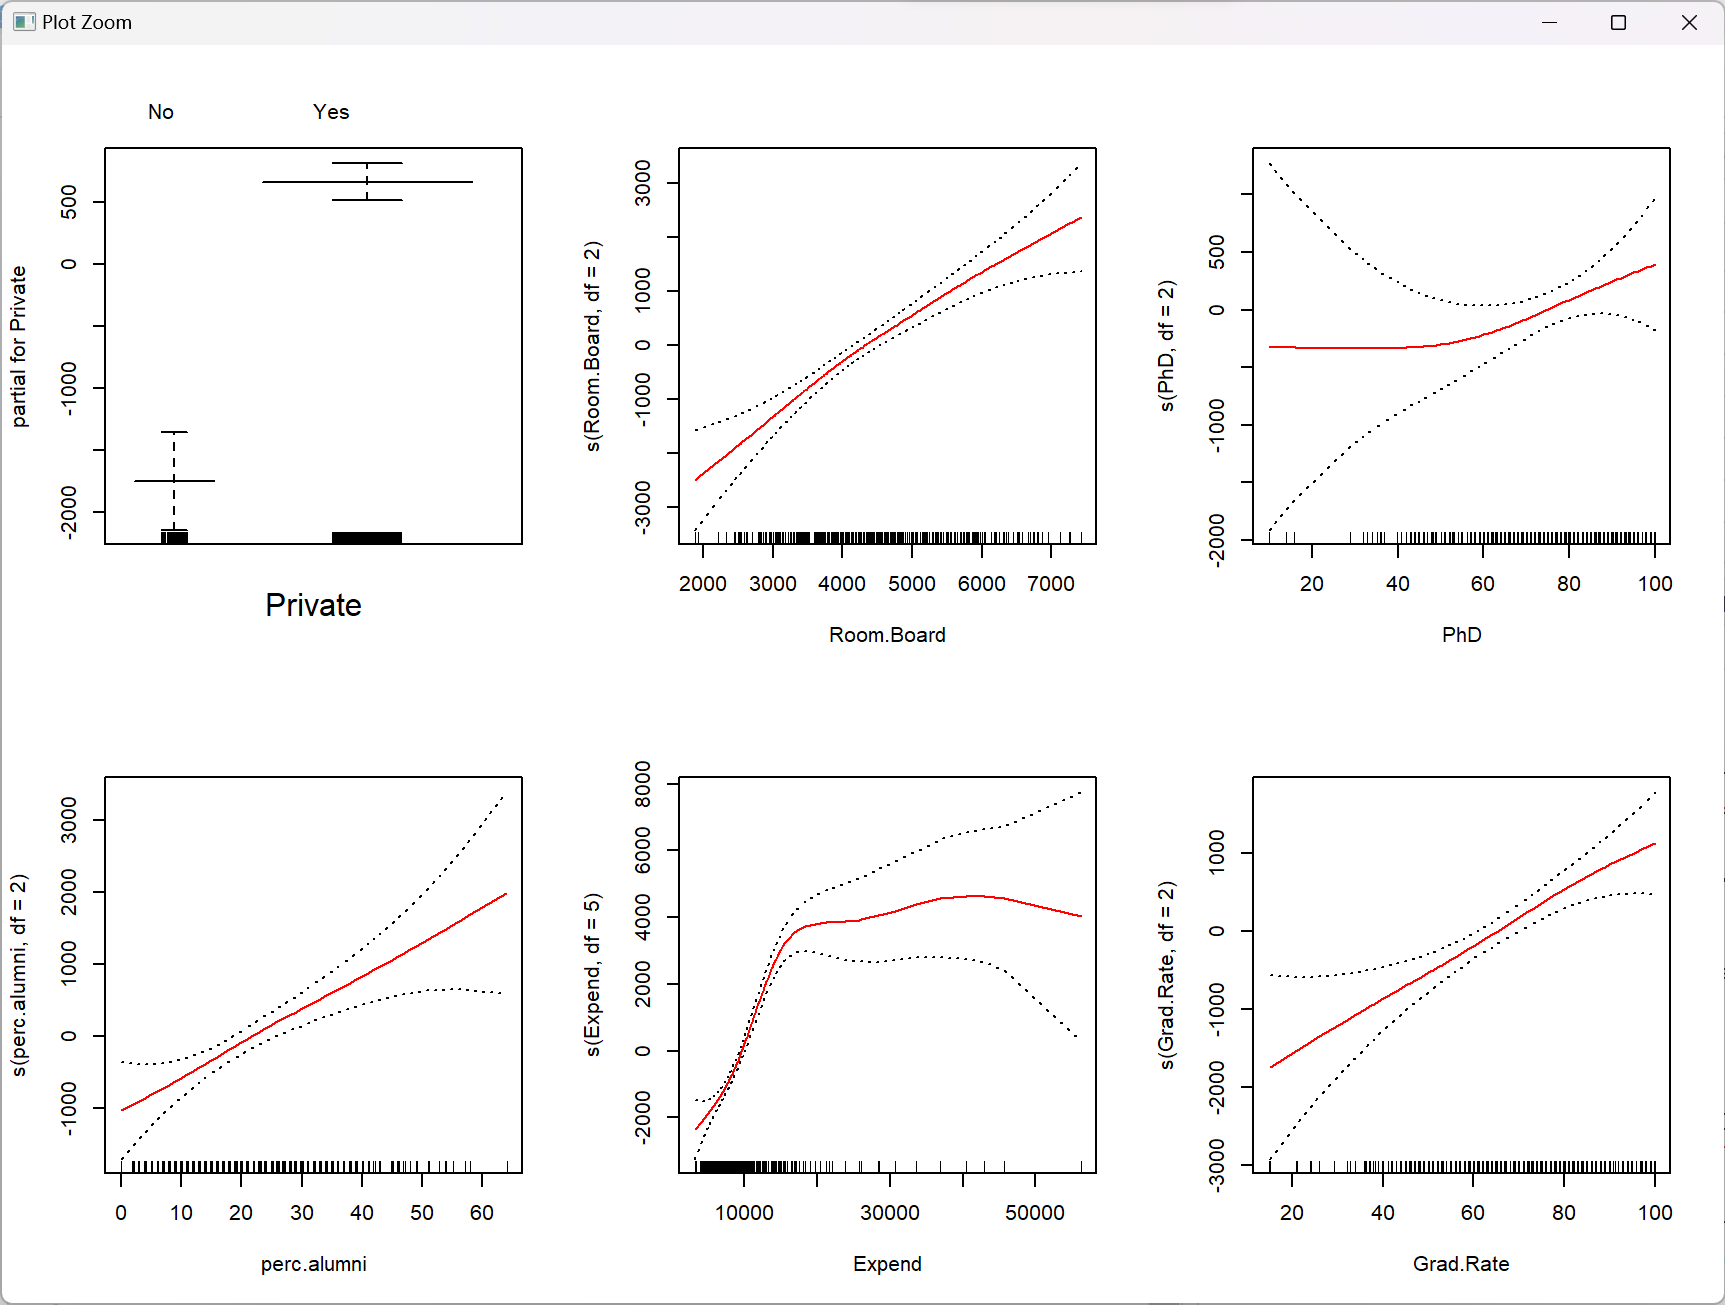 Plot Zoom
No Yes
partial for Private
500
0
-1000
-2000
Private
s(Room.Board, df = 2)
3000
1000
0
-1000
-3000
2000 3000 4000 5000 6000 7000
Room.Board
s(PhD, df = 2)
500
0
-1000
-2000
20 40 60 80 100
PhD
s(perc.alumni, df = 2)
3000
2000
1000
0
-1000
0 10 20 30 40 50 60
perc.alumni
s(Expend, df = 5)
8000
6000
4000
2000
0
-2000
10000 30000 50000
Expend
s(Grad.Rate, df = 2)
1000
0
-1000
-2000
-3000
20 40 60 80 100
Grad.Rate